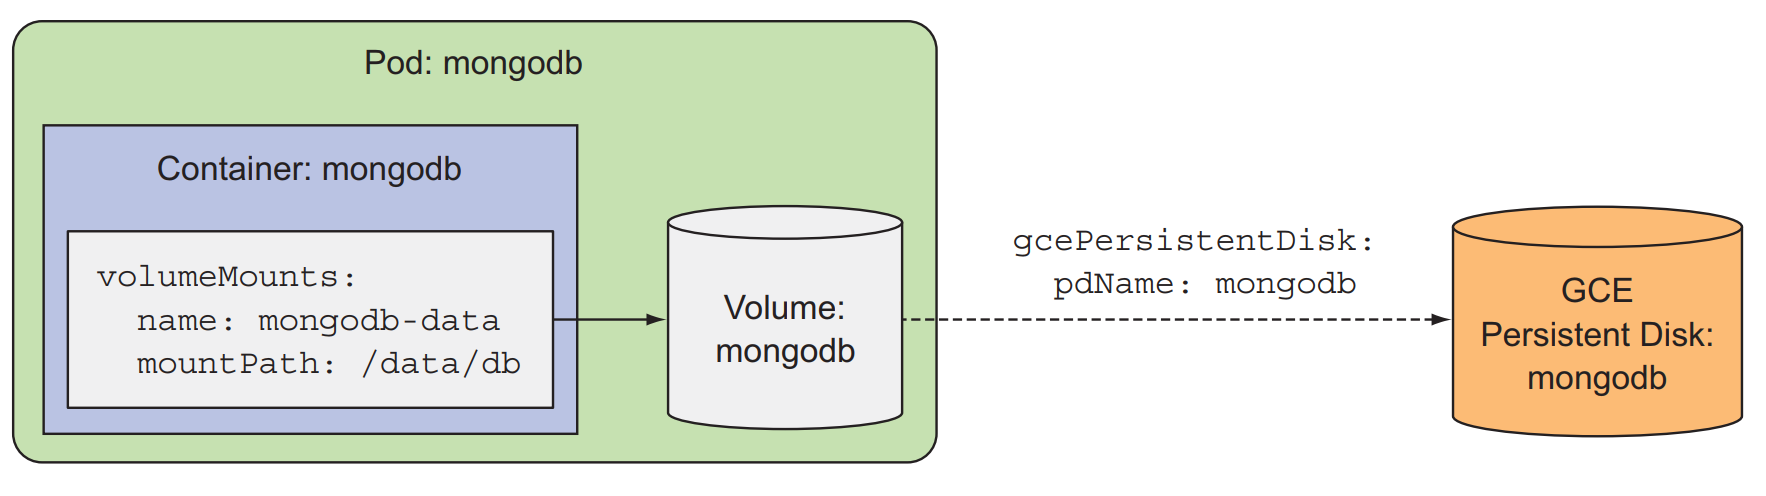 Pod: mongodb
Container: mongodb
volumeMounts:
  name: mongodb-data
  mountPath: /data/db
Volume:
mongodb
gcePersistentDisk:
  pdName: mongodb
GCE
Persistent Disk:
mongodb